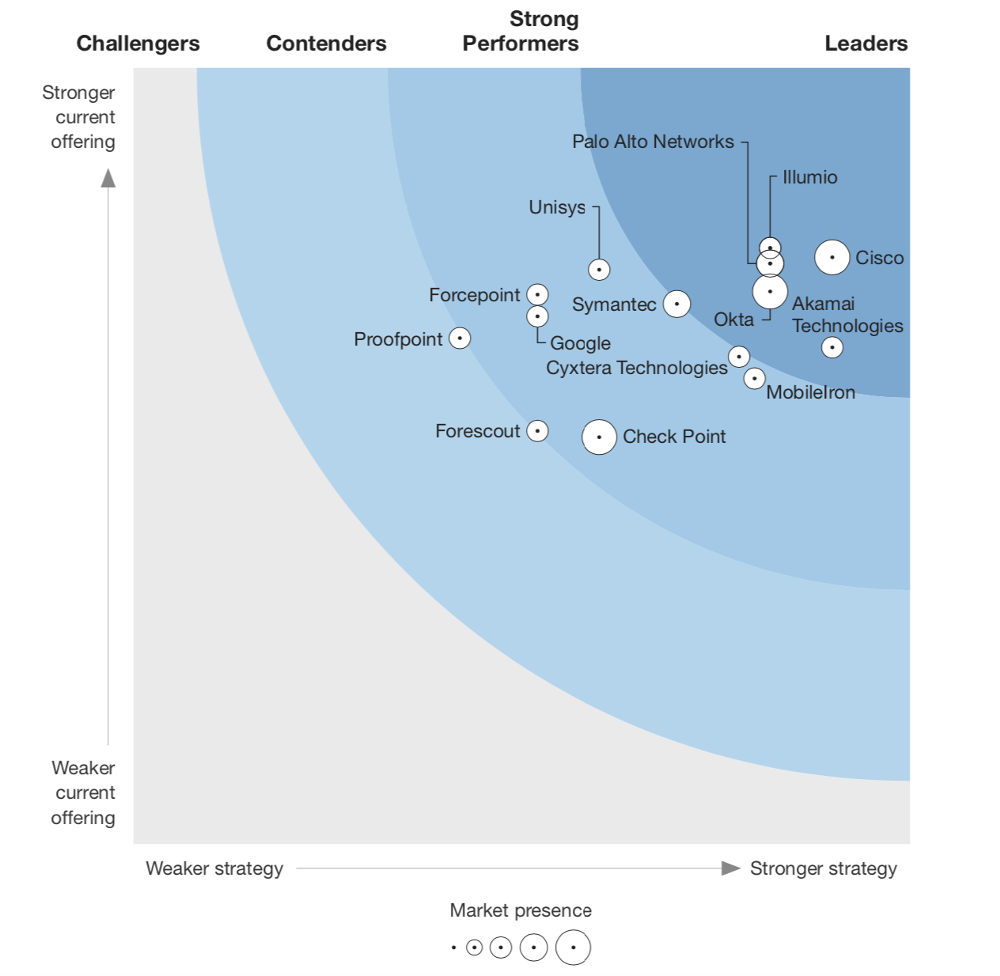 Challengers
Contenders
Strong
Performers
Leaders
Stronger
current
offering
Palo Alto Networks
Illumio
Unisys
Cisco
Forcepoint
Symantec
Akamai
Technologies
Okta
Proofpoint
Google
Cyxtera Technologies
MobileIron
Forescout
Check Point
Weaker
current
offering
Weaker strategy
Stronger strategy
Market presence